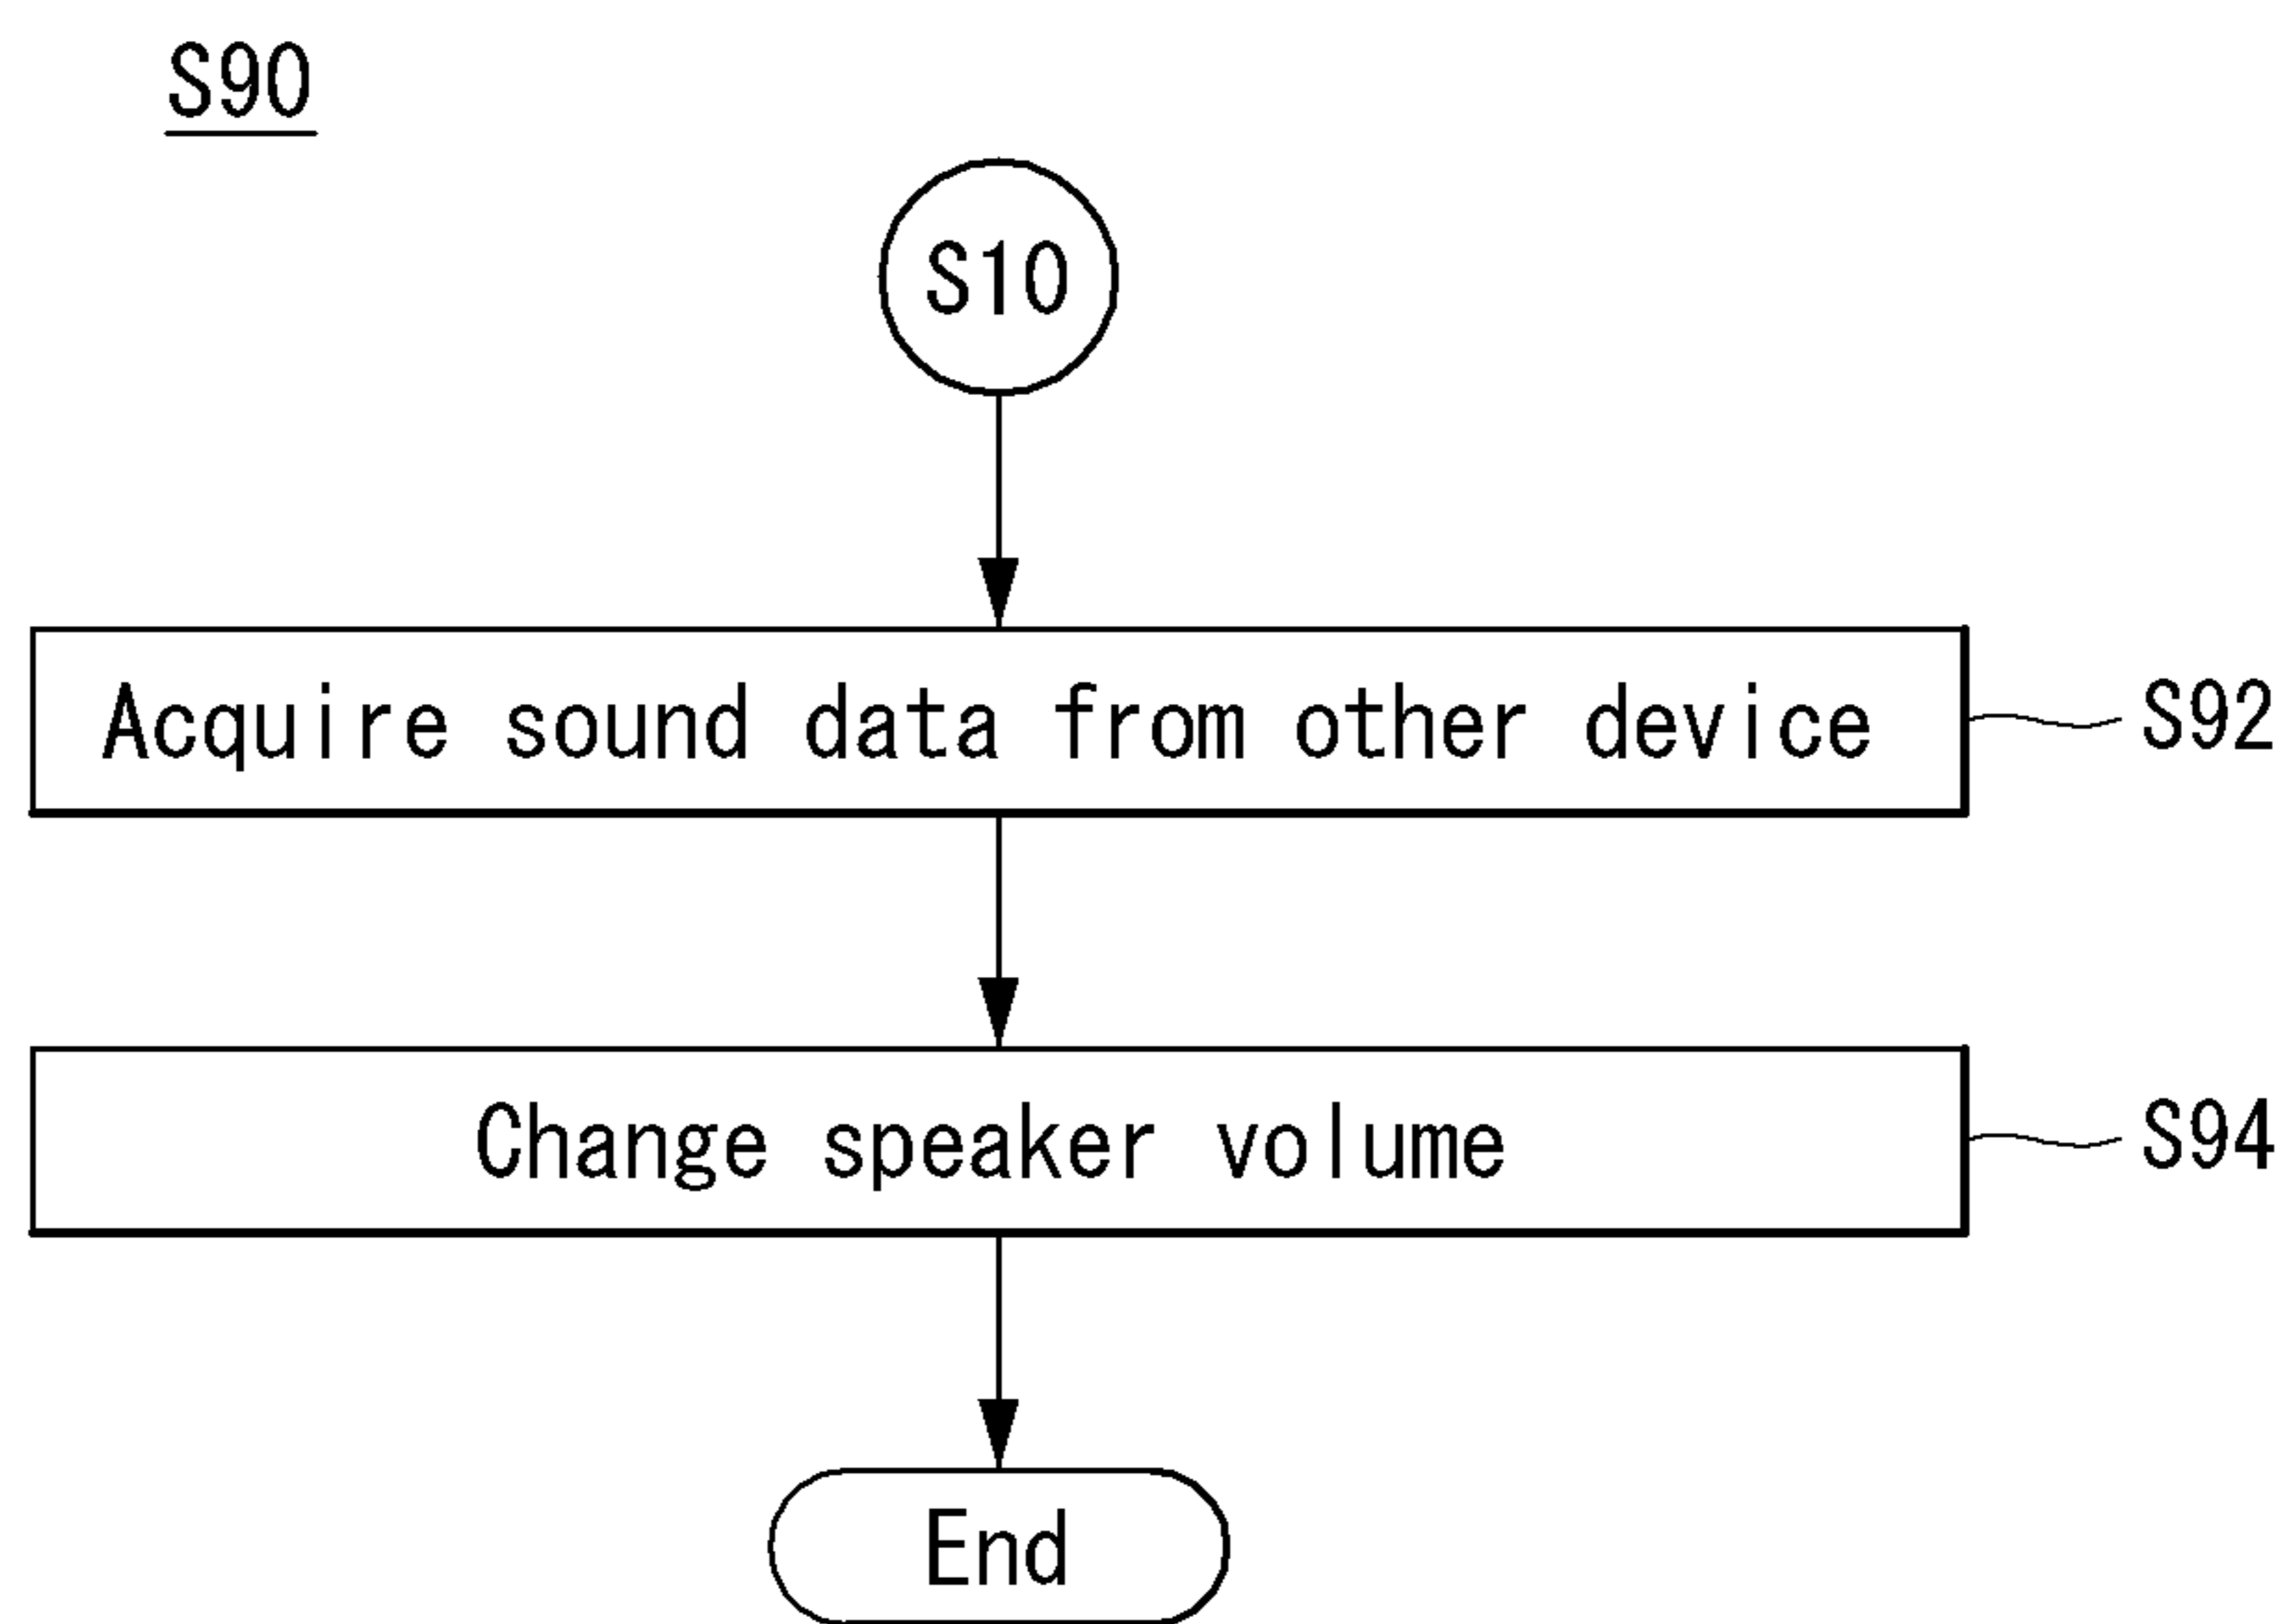 S90
S10
Acquire sound data from other device
S92
Change speaker volume
S94
End